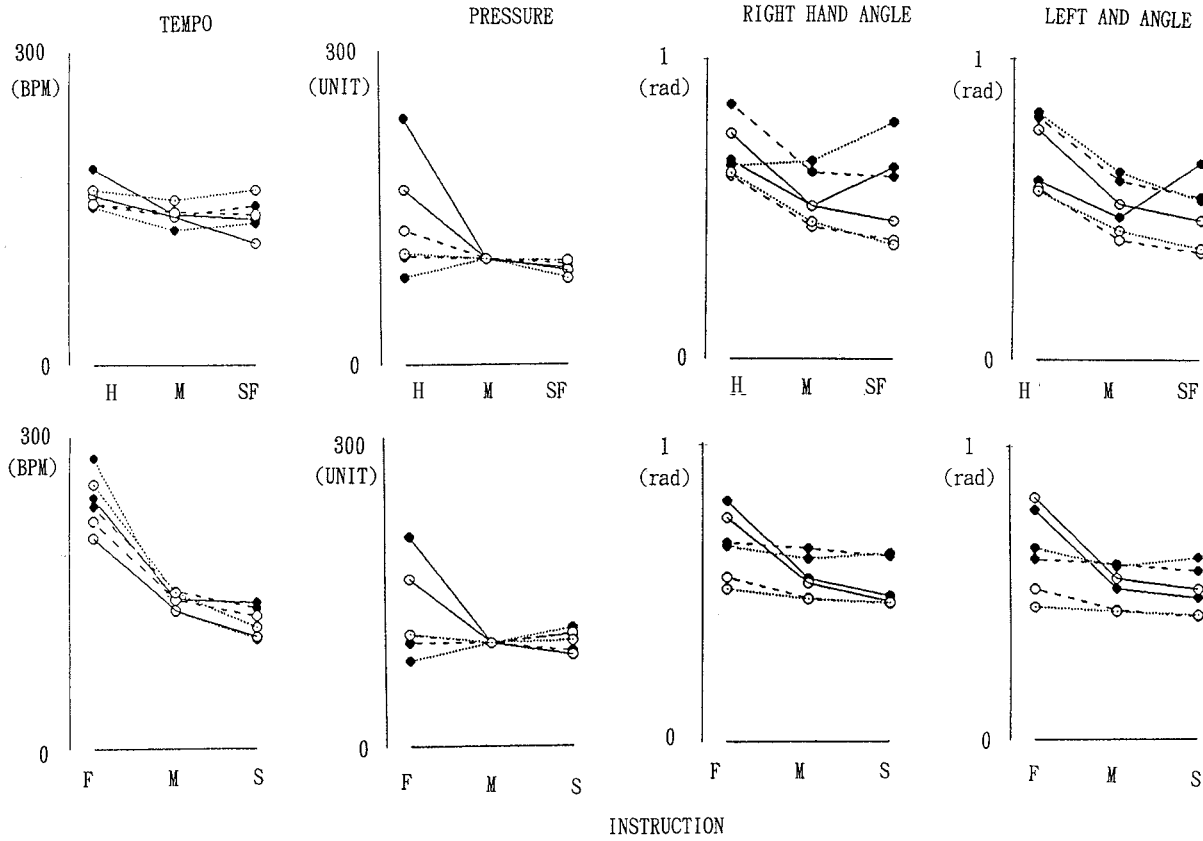 TEMPO PRESSURE RIGHT HAND ANGLE LEFT AND ANGLE
300 300 1 1
(BPM) (UNIT) (rad) (rad)
0 0 0 0
H M SF H M SF H M SF H M SF
300 300 1 1
(BPM) (UNIT) (rad) (rad)
0 0 0 0
F M S F M S F M S F M S
INSTRUCTION